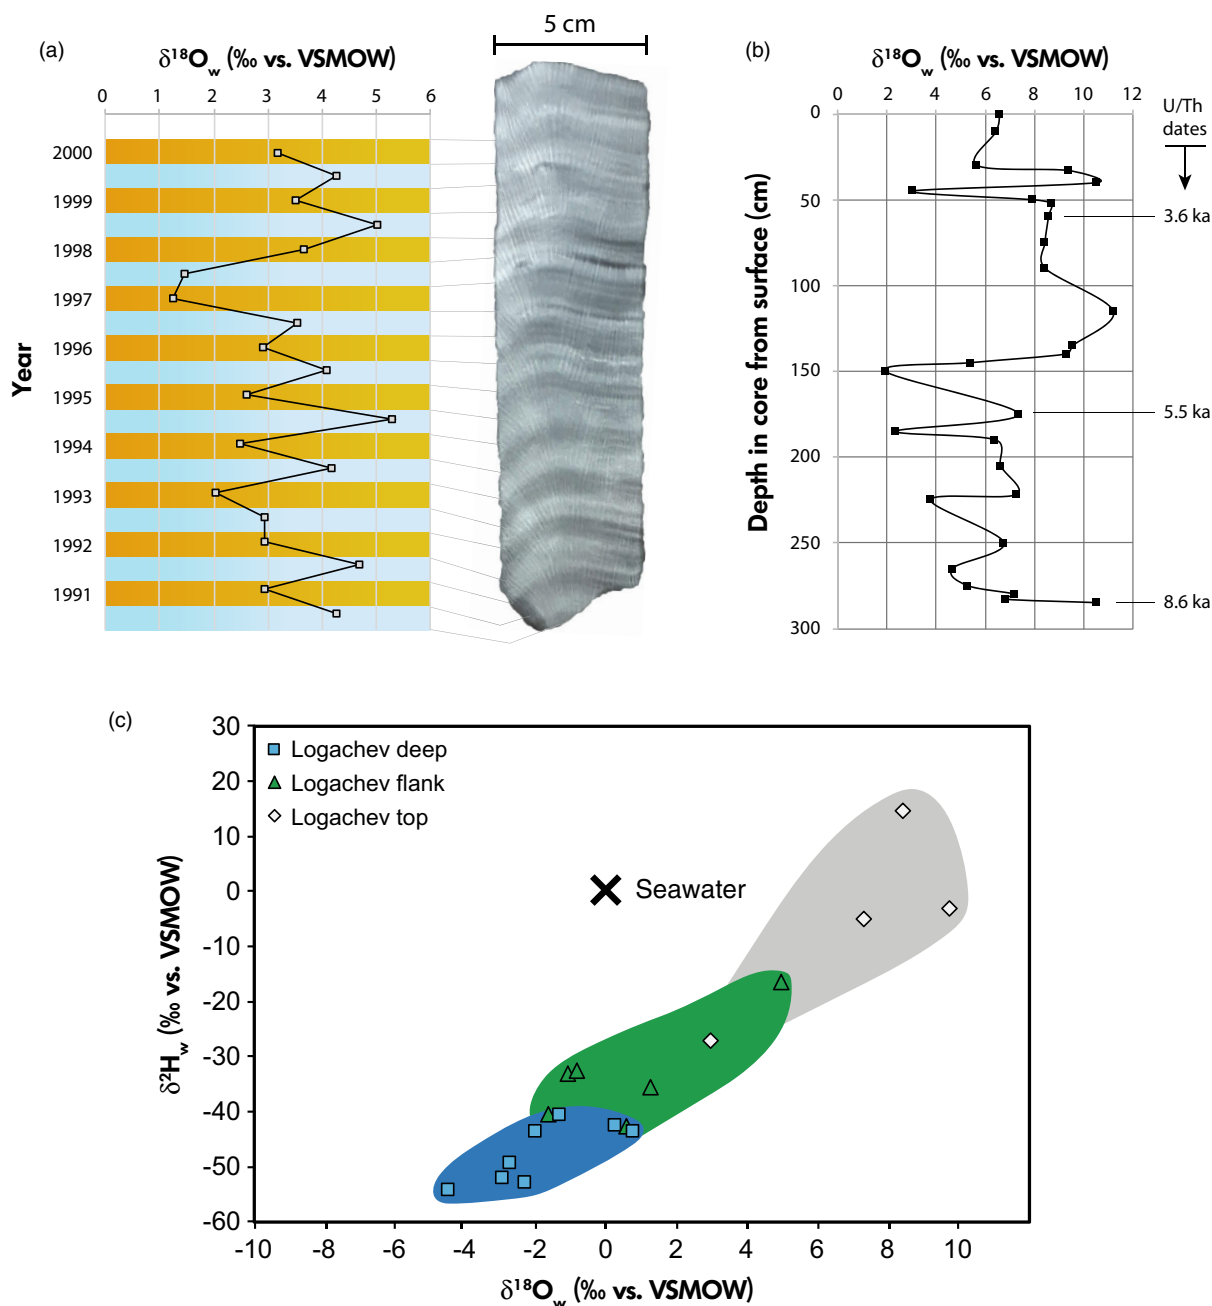 (a)
δ¹⁸Ow (‰ vs. VSMOW)
0 1 2 3 4 5 6
Year
2000
1999
1998
1997
1996
1995
1994
1993
1992
1991
5 cm
(b)
δ¹⁸Ow (‰ vs. VSMOW)
0 2 4 6 8 10 12
U/Th
dates
Depth in core from surface (cm)
0
50
100
150
200
250
300
3.6 ka
5.5 ka
8.6 ka
(c)
δ²Hw (‰ vs. VSMOW)
30
20
10
0
-10
-20
-30
-40
-50
-60
Logachev deep
Logachev flank
Logachev top
Seawater
-10 -8 -6 -4 -2 0 2 4 6 8 10
δ¹⁸Ow (‰ vs. VSMOW)